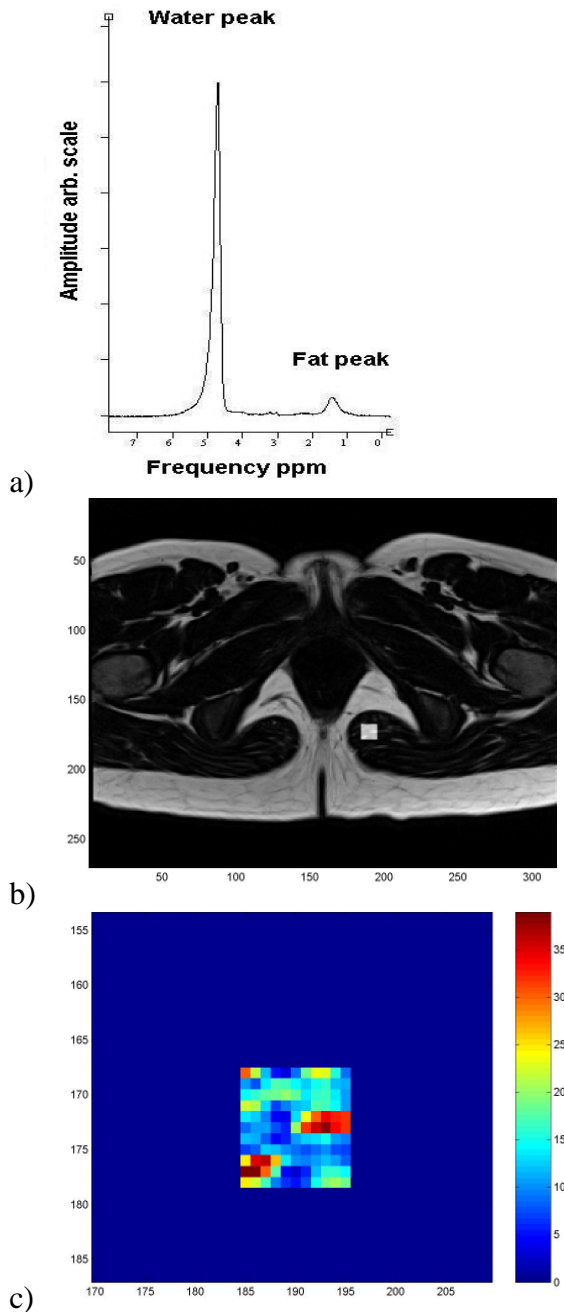 Water peak
Amplitude arb. scale
Fat peak
7 6 5 4 3 2 1 0 E
Frequency ppm
a)
50
100
150
200
250
50 100 150 200 250 300
b)
155
160
165
170
175
180
185
170 175 180 185 190 195 200 205
35
30
25
20
15
10
5
0
c)